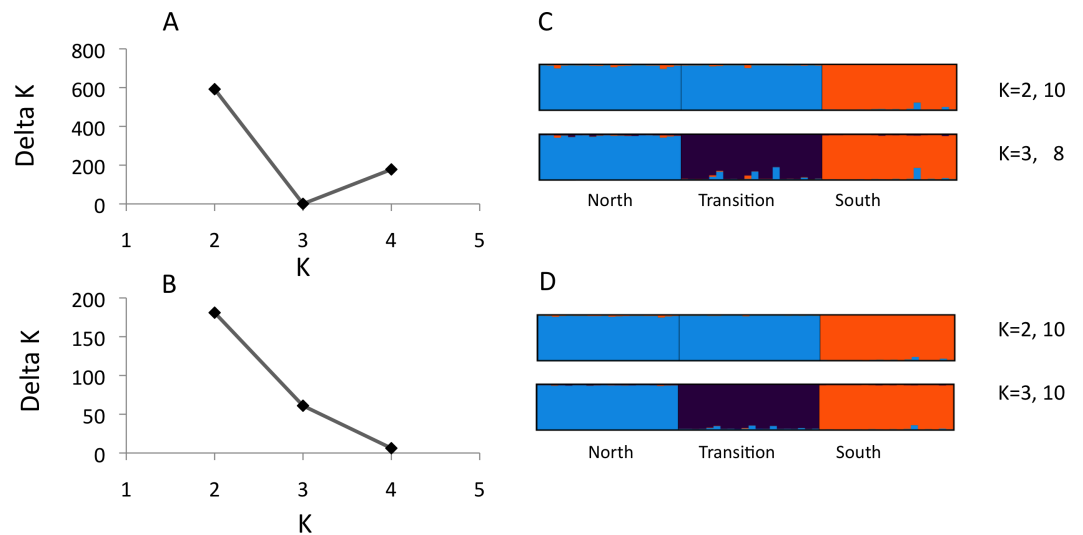 A
Delta K
800
600
400
200
0
1 2 3 4 5
K
B
Delta K
200
150
100
50
0
1 2 3 4 5
K
C
K=2, 10
K=3, 8
North Transition South
D
K=2, 10
K=3, 10
North Transition South